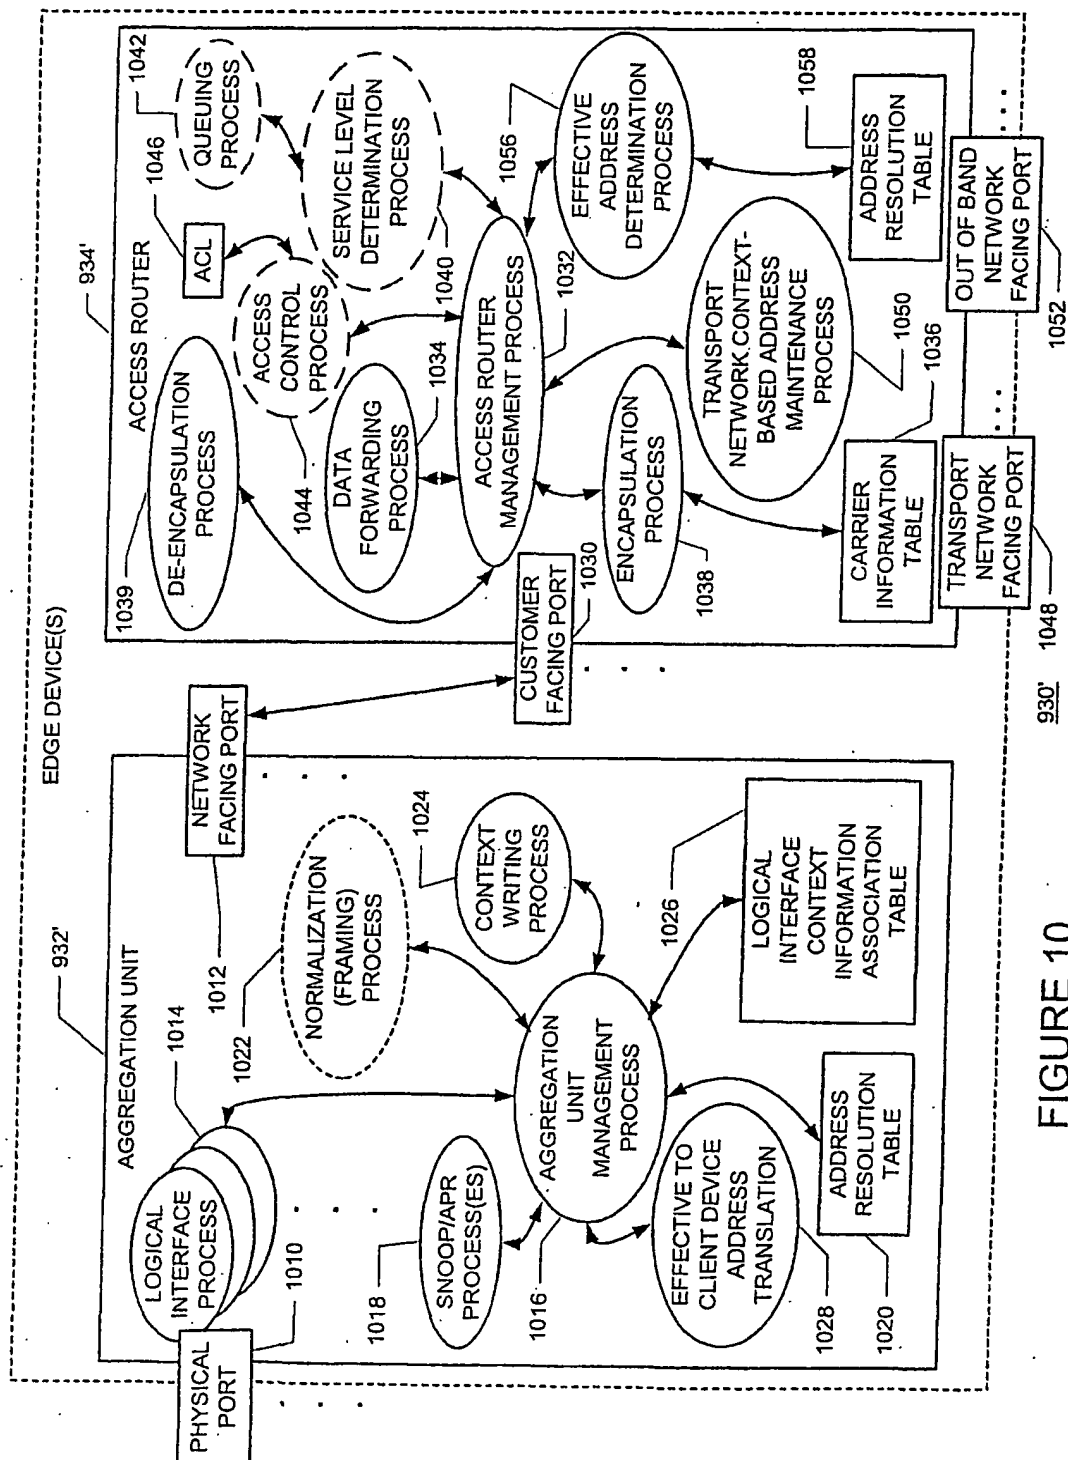 EDGE DEVICE(S)
932'
AGGREGATION UNIT
1014
LOGICAL
INTERFACE
PROCESS
PHYSICAL
PORT
1010
1022
NORMALIZATION
(FRAMING)
PROCESS
1012
NETWORK
FACING PORT
1018
SNOOP/APR
PROCESS(ES)
1024
CONTEXT
WRITING
PROCESS
1016
AGGREGATION
UNIT
MANAGEMENT
PROCESS
1026
LOGICAL
INTERFACE
CONTEXT
INFORMATION
ASSOCIATION
TABLE
EFFECTIVE TO
CLIENT DEVICE
ADDRESS
TRANSLATION
1028
ADDRESS
RESOLUTION
TABLE
1020
934'
ACCESS ROUTER
1039
DE-ENCAPSULATION
PROCESS
1046
ACL
1042
QUEUING
PROCESS
ACCESS
CONTROL
PROCESS
1044
SERVICE LEVEL
DETERMINATION
PROCESS
1040
DATA
FORWARDING
PROCESS
1034
ACCESS ROUTER
MANAGEMENT PROCESS
1032
1056
EFFECTIVE
ADDRESS
DETERMINATION
PROCESS
CUSTOMER
FACING PORT
1030
ENCAPSULATION
PROCESS
1038
TRANSPORT
NETWORK CONTEXT-
BASED ADDRESS
MAINTENANCE
PROCESS
1050
1058
ADDRESS
RESOLUTION
TABLE
CARRIER
INFORMATION
TABLE
1036
TRANSPORT
NETWORK
FACING PORT
1048
OUT OF BAND
NETWORK
FACING PORT
1052
930'
FIGURE 10